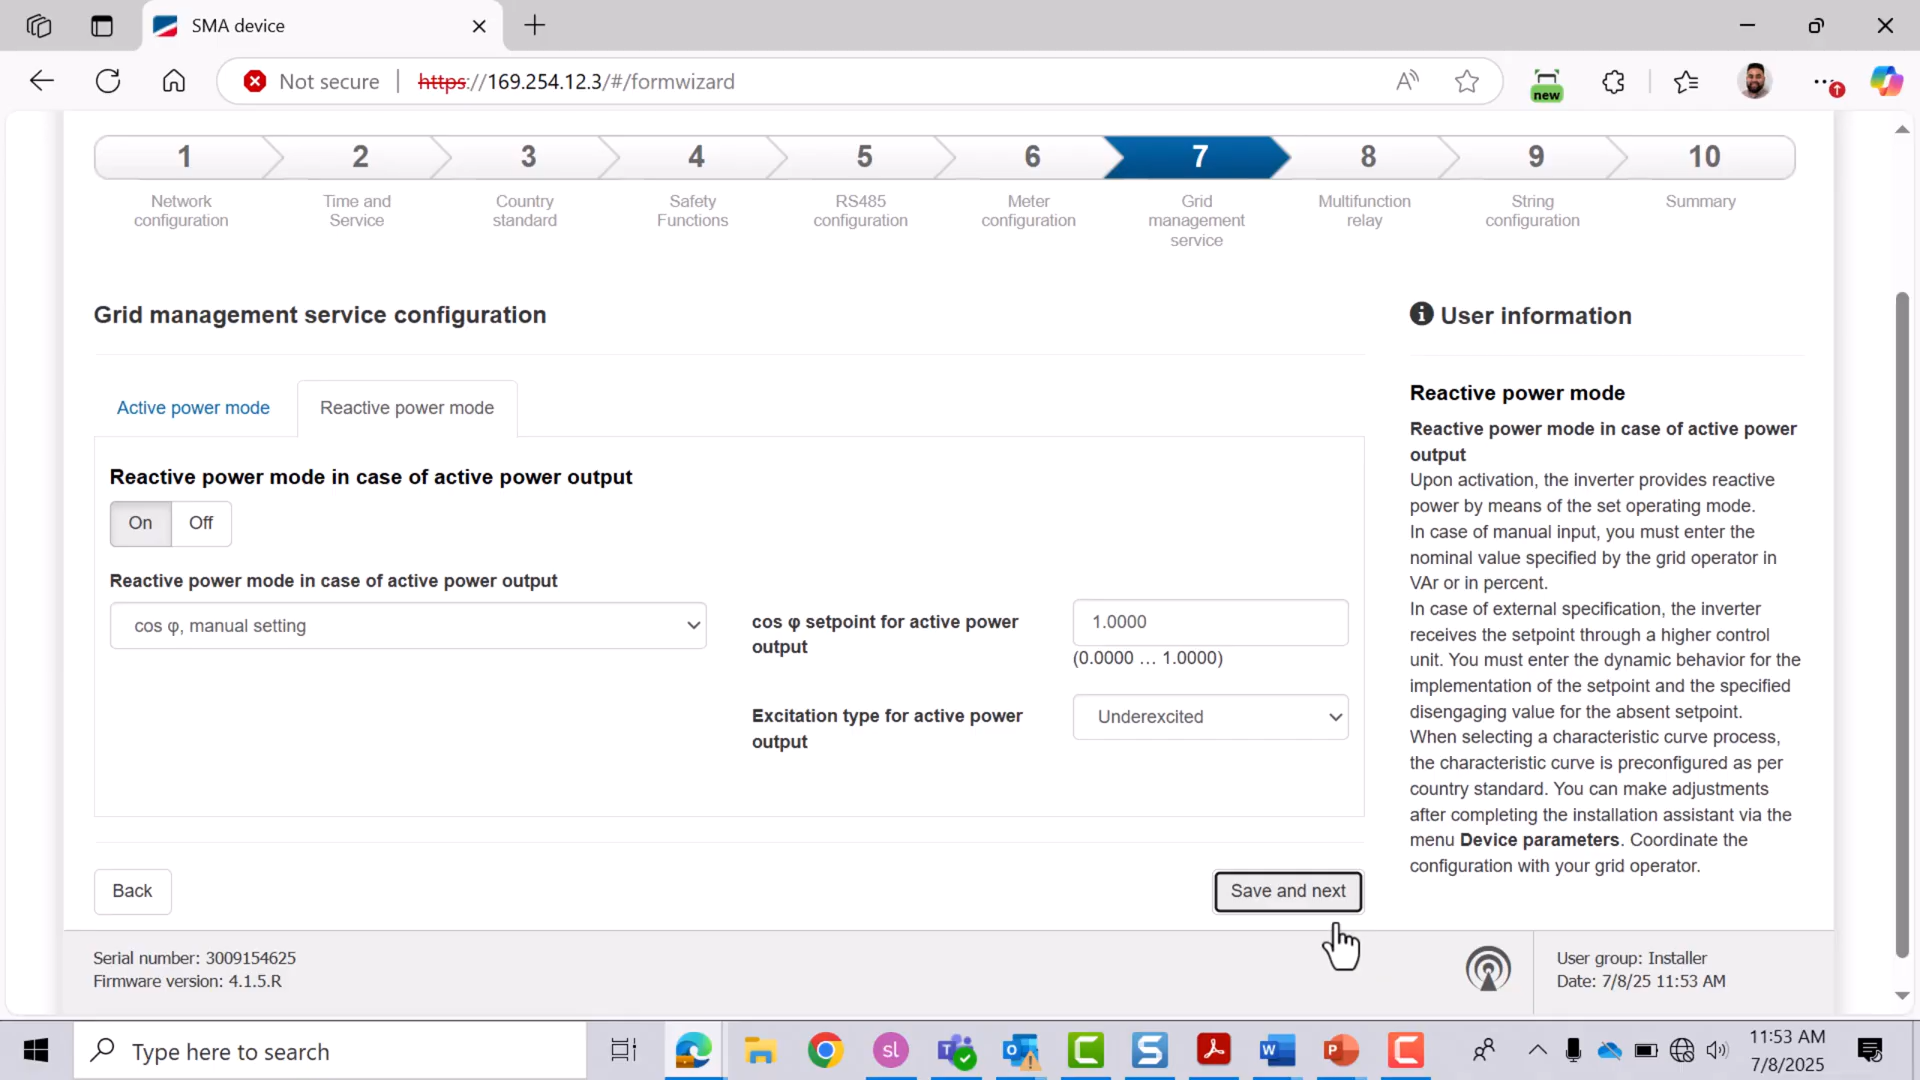 SMA device
Not secure
https://169.254.12.3/#/formwizard
new
1 2 3 4 5 6 7 8 9 10
Network configuration
Time and Service
Country standard
Safety Functions
RS485 configuration
Meter configuration
Grid management service
Multifunction relay
String configuration
Summary
Grid management service configuration
Active power mode
Reactive power mode
Reactive power mode in case of active power output
On Off
Reactive power mode in case of active power output
cos φ, manual setting
cos φ setpoint for active power
output
1.0000
(0.0000 … 1.0000)
Excitation type for active power
output
Underexcited
Back
Save and next
User information
Reactive power mode
Reactive power mode in case of active power
output
Upon activation, the inverter provides reactive
power by means of the set operating mode.
In case of manual input, you must enter the
nominal value specified by the grid operator in
VAr or in percent.
In case of external specification, the inverter
receives the setpoint through a higher control
unit. You must enter the dynamic behavior for the
implementation of the setpoint and the specified
disengaging value for the absent setpoint.
When selecting a characteristic curve process,
the characteristic curve is preconfigured as per
country standard. You can make adjustments
after completing the installation assistant via the
menu Device parameters. Coordinate the
configuration with your grid operator.
Serial number: 3009154625
Firmware version: 4.1.5.R
User group: Installer
Date: 7/8/25 11:53 AM
Type here to search
sl
11:53 AM
7/8/2025